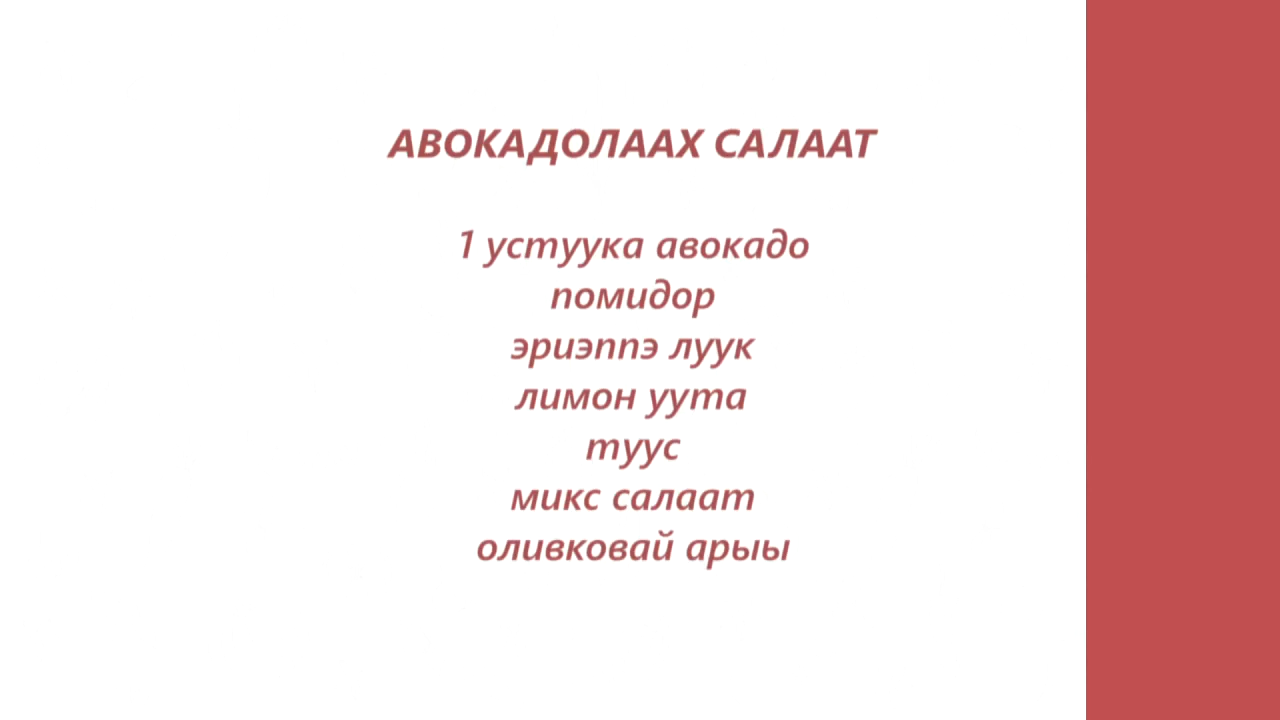 АВОКАДОЛААХ САЛААТ
1 устуука авокадо
помидор
эриэппэ луук
лимон уута
туус
микс салаат
оливковай арыы